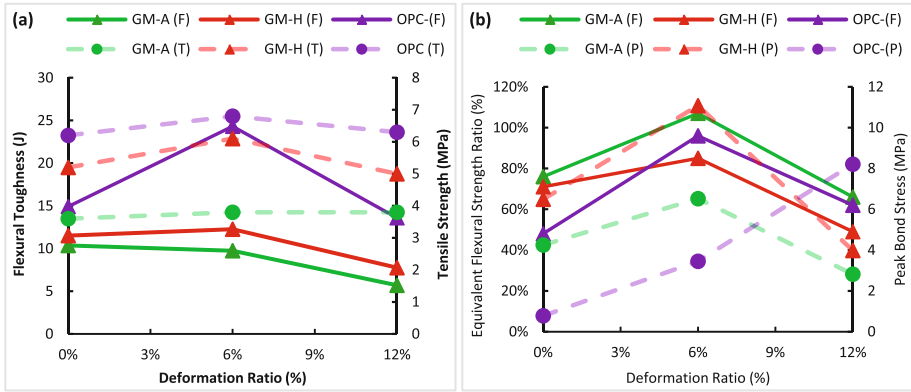 (a)
GM-A (F) GM-H (F) OPC-(F)
GM-A (T) GM-H (T) OPC (T)
Flexural Toughness (J)
30
25
20
15
10
5
0
Tensile Strength (MPa)
8
7
6
5
4
3
2
1
0
0% 3% 6% 9% 12%
Deformation Ratio (%)
(b)
GM-A (F) GM-H (F) OPC-(F)
GM-A (P) GM-H (P) OPC-(P)
Equivalent Flexural Strength Ratio (%)
120%
100%
80%
60%
40%
20%
0%
Peak Bond Stress (MPa)
12
10
8
6
4
2
0
0% 3% 6% 9% 12%
Deformation Ratio (%)